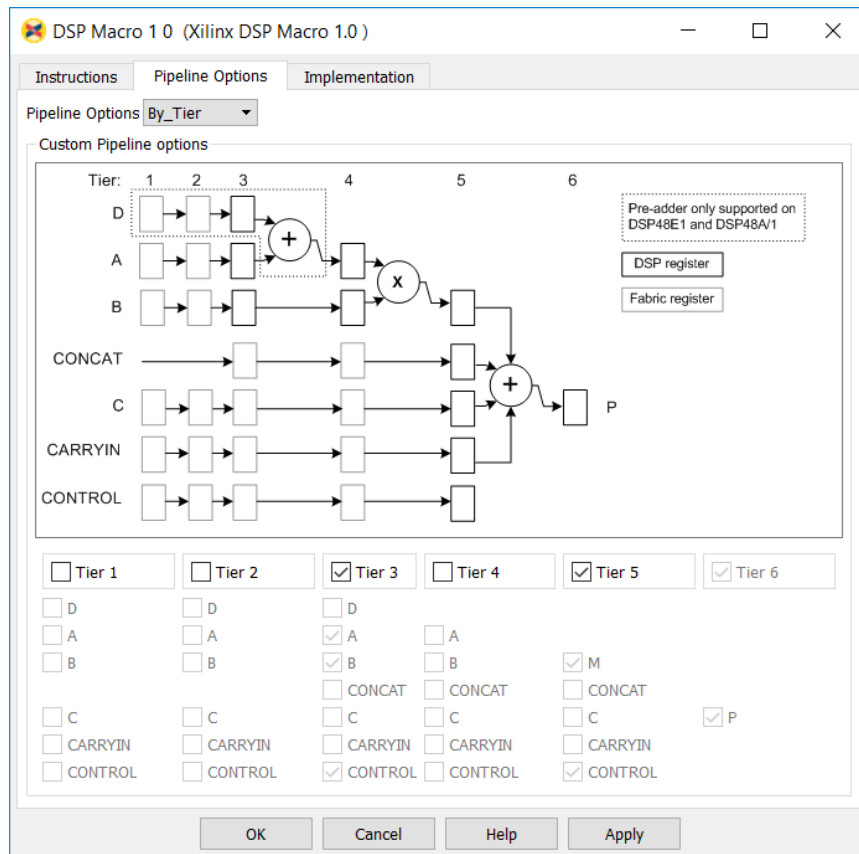 DSP Macro 1 0 (Xilinx DSP Macro 1.0 )
Instructions Pipeline Options Implementation
Pipeline Options By_Tier
Custom Pipeline options
Tier: 1 2 3 4 5 6
D
Pre-adder only supported on
DSP48E1 and DSP48A/1
+
A
DSP register
x
B
Fabric register
CONCAT
+
C P
CARRYIN
CONTROL
Tier 1 Tier 2 Tier 3 Tier 4 Tier 5 Tier 6
D D D
A A A A
B B B B M
CONCAT CONCAT CONCAT
C C C C C P
CARRYIN CARRYIN CARRYIN CARRYIN CARRYIN
CONTROL CONTROL CONTROL CONTROL CONTROL
OK Cancel Help Apply